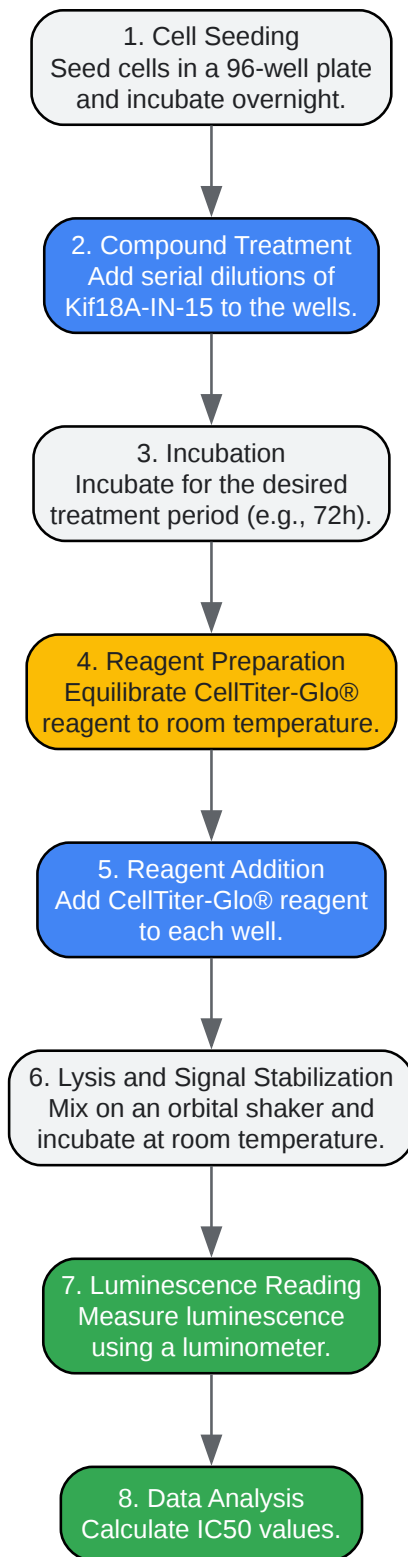 1. Cell Seeding
Seed cells in a 96-well plate
and incubate overnight.
2. Compound Treatment
Add serial dilutions of
Kif18A-IN-15 to the wells.
3. Incubation
Incubate for the desired
treatment period (e.g., 72h).
4. Reagent Preparation
Equilibrate CellTiter-Glo®
reagent to room temperature.
5. Reagent Addition
Add CellTiter-Glo® reagent
to each well.
6. Lysis and Signal Stabilization
Mix on an orbital shaker and
incubate at room temperature.
7. Luminescence Reading
Measure luminescence
using a luminometer.
8. Data Analysis
Calculate IC50 values.